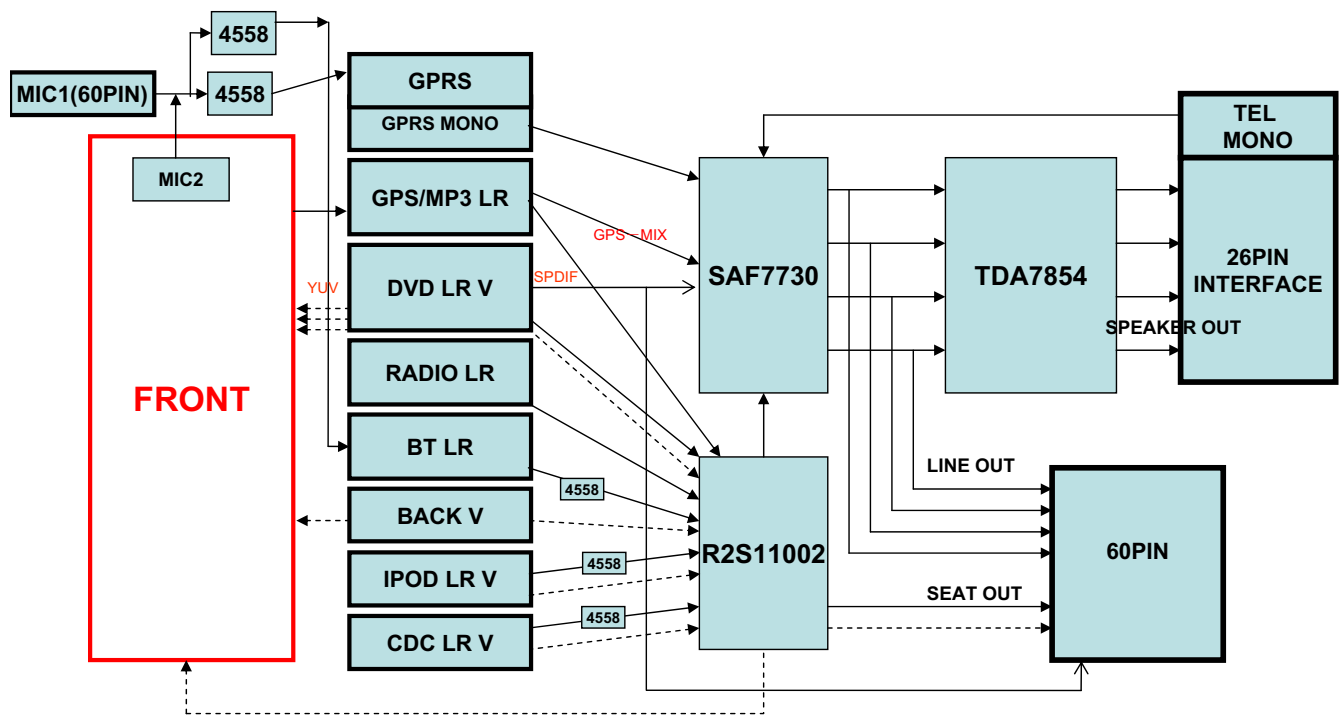 4558
MIC1(60PIN)
4558
GPRS
GPRS MONO
TEL
MONO
MIC2
GPS/MP3 LR
GPS－MIX
SAF7730
TDA7854
26PIN
INTERFACE
YUV
DVD LR V
SPDIF
SPEAKER OUT
FRONT
RADIO LR
BT LR
4558
LINE OUT
BACK V
R2S11002
60PIN
IPOD LR V
4558
SEAT OUT
CDC LR V
4558